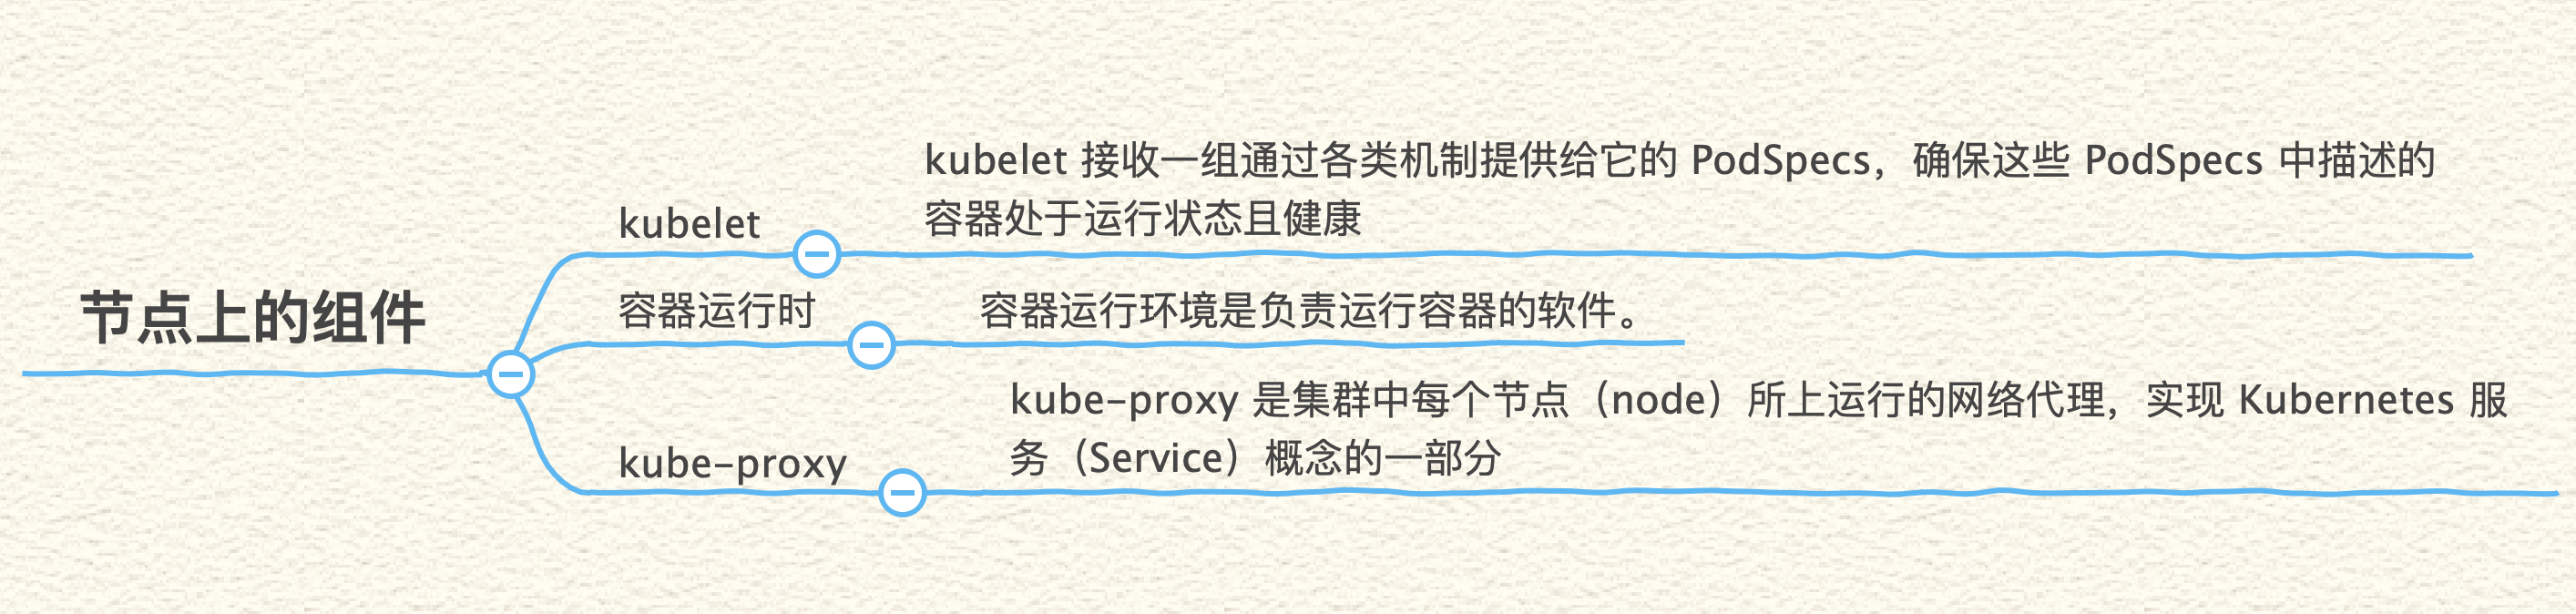 节点上的组件
kubelet
kubelet 接收一组通过各类机制提供给它的 PodSpecs，确保这些 PodSpecs 中描述的
容器处于运行状态且健康
容器运行时
容器运行环境是负责运行容器的软件。
kube-proxy
kube-proxy 是集群中每个节点（node）所上运行的网络代理，实现 Kubernetes 服
务（Service）概念的一部分